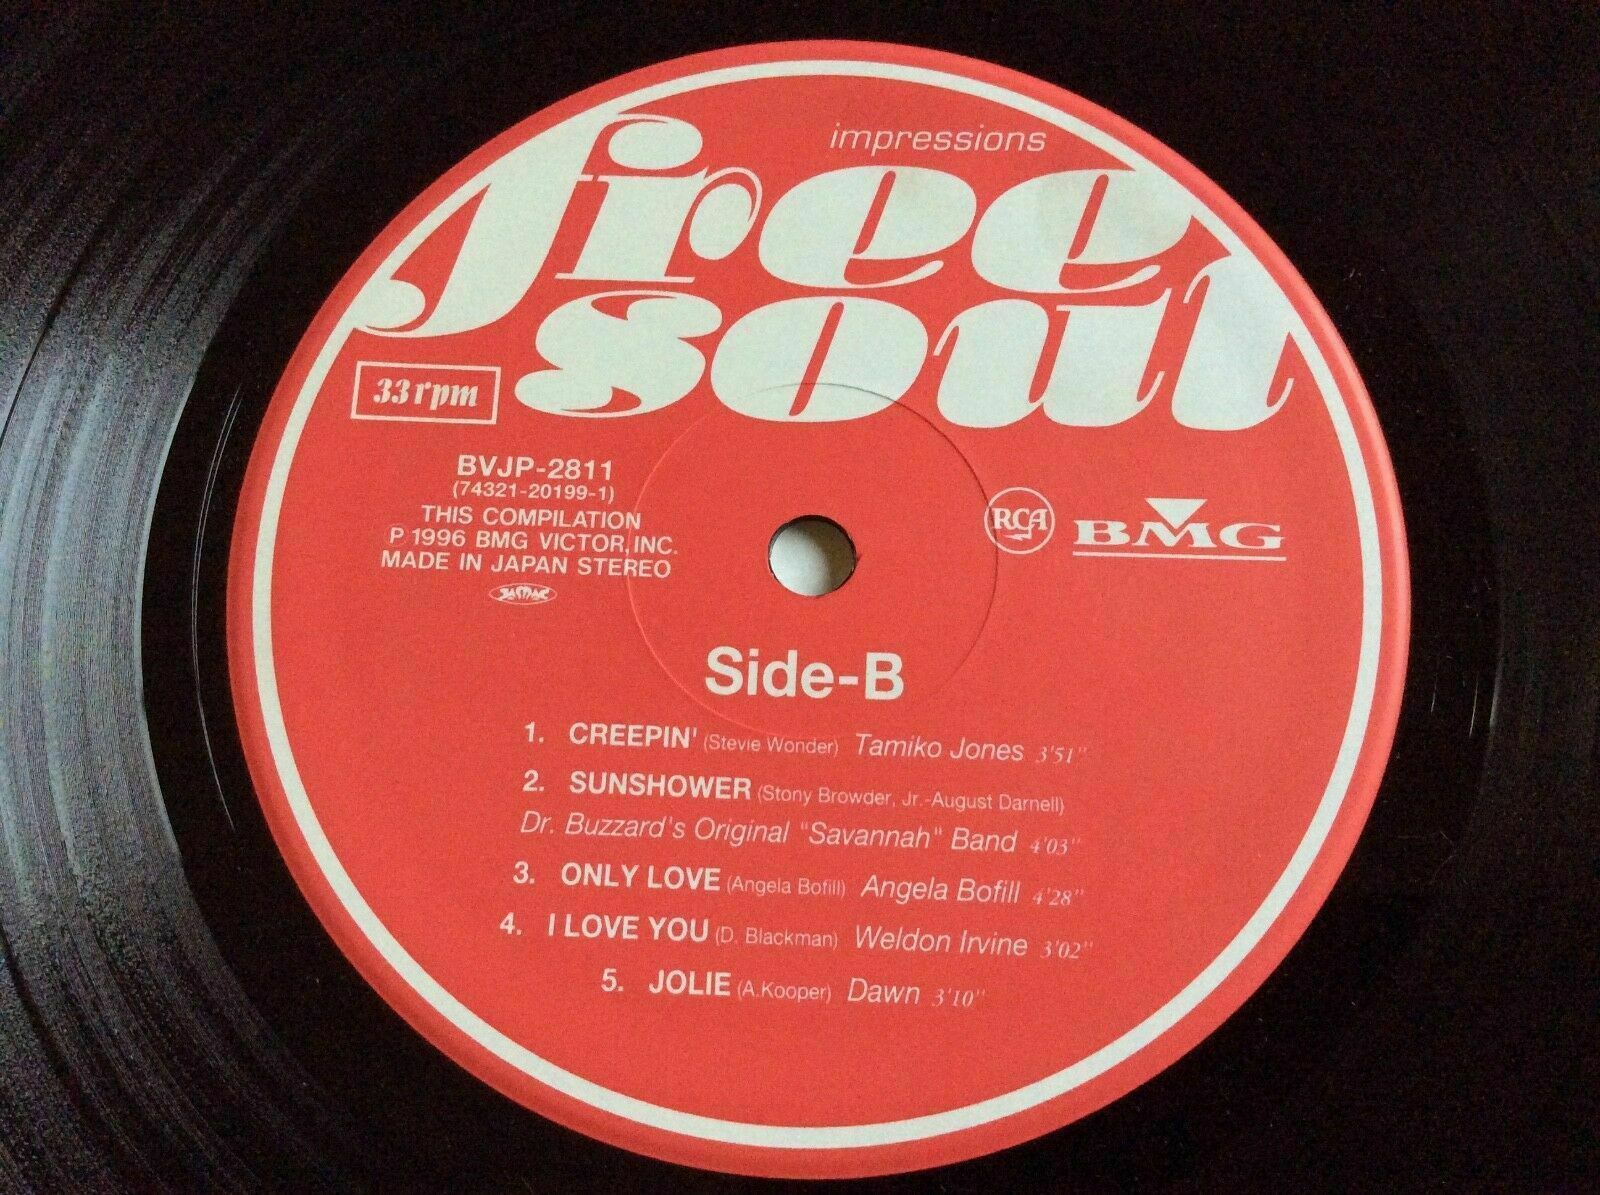 impressions
free
soul
33rpm
BVJP-2811
(74321-20199-1)
THIS COMPILATION
P 1996 BMG VICTOR, INC.
MADE IN JAPAN STEREO
JASRAC
RCA
BMG
Side-B
1. CREEPIN' (Stevie Wonder) Tamiko Jones 3'51"
2. SUNSHOWER (Stony Browder, Jr.-August Darnell)
Dr. Buzzard's Original "Savannah" Band 4'03"
3. ONLY LOVE (Angela Bofill) Angela Bofill 4'28"
4. I LOVE YOU (D. Blackman) Weldon Irvine 3'02"
5. JOLIE (A.Kooper) Dawn 3'10"